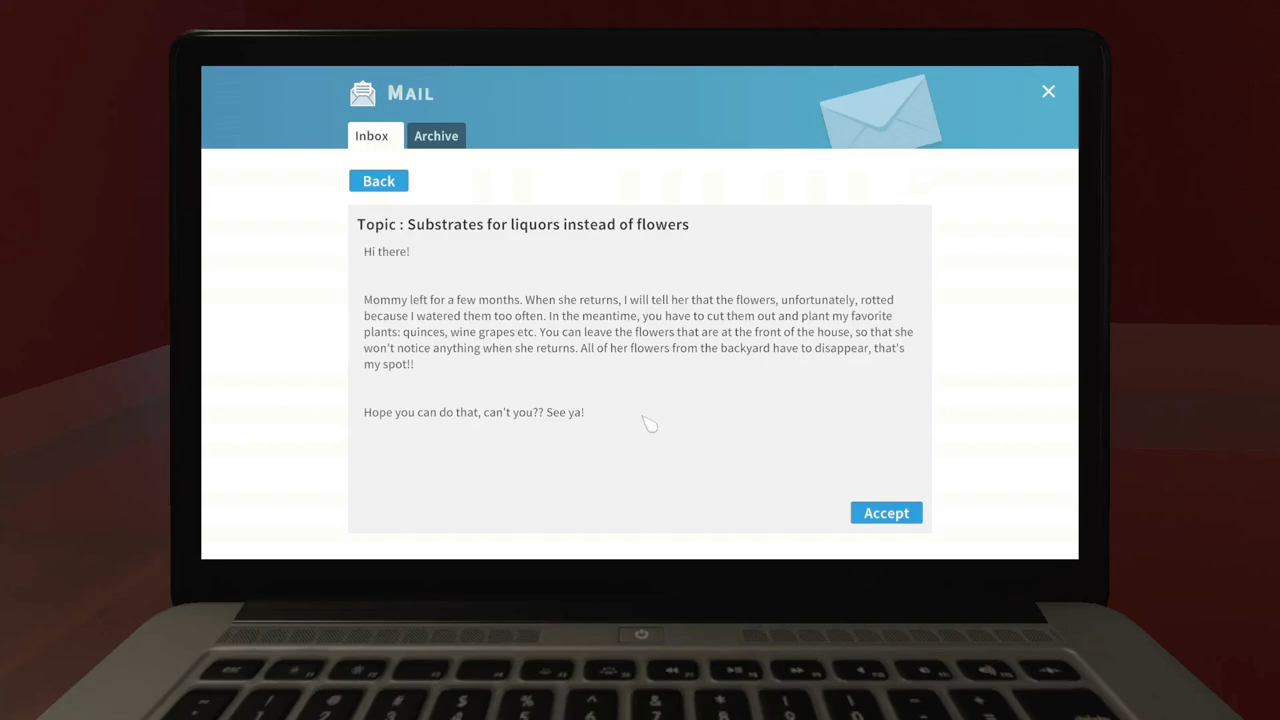 MAIL
Inbox
Archive
Back
Topic : Substrates for liquors instead of flowers
Hi there!
Mommy left for a few months. When she returns, I will tell her that the flowers, unfortunately, rotted
because I watered them too often. In the meantime, you have to cut them out and plant my favorite
plants: quinces, wine grapes etc. You can leave the flowers that are at the front of the house, so that she
won't notice anything when she returns. All of her flowers from the backyard have to disappear, that's
my spot!!
Hope you can do that, can't you?? See ya!
Accept